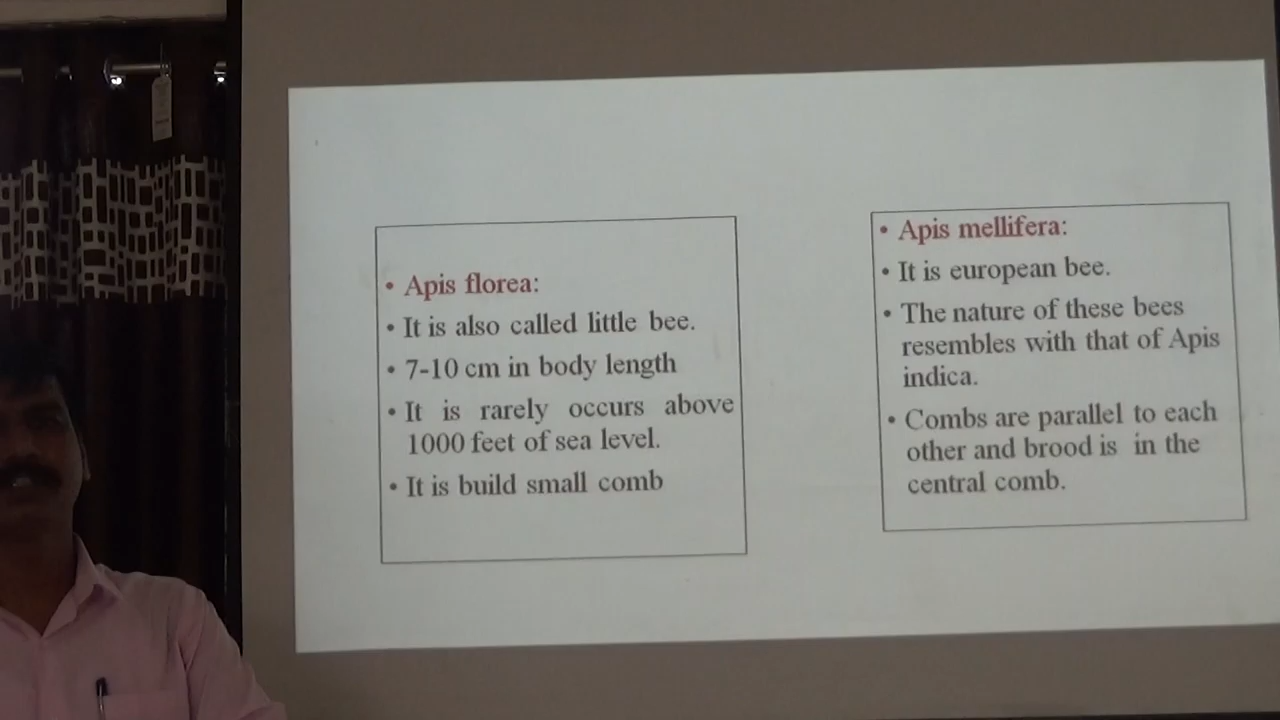 • Apis florea:
• It is also called little bee.
• 7-10 cm in body length
• It is rarely occurs above
1000 feet of sea level.
• It is build small comb
• Apis mellifera:
• It is european bee.
• The nature of these bees
resembles with that of Apis
indica.
• Combs are parallel to each
other and brood is in the
central comb.